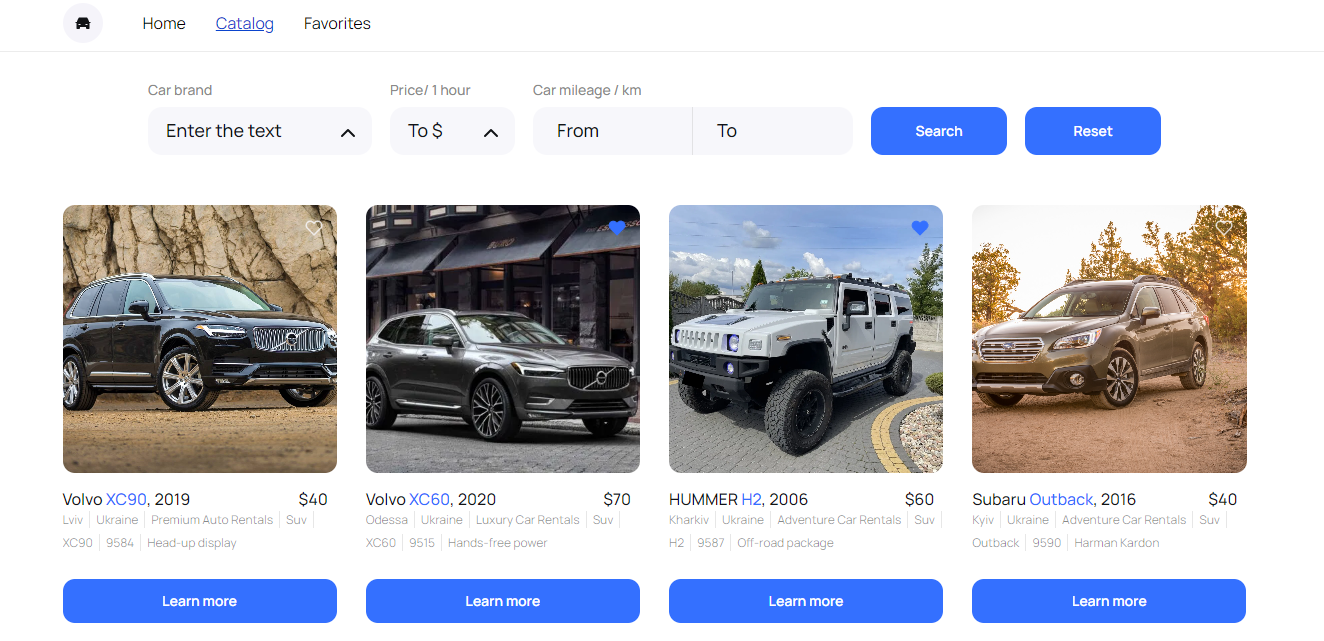 Home Catalog Favorites
Car brand Price/ 1 hour Car mileage / km
Enter the text To $ From To Search Reset
Volvo XC90, 2019 $40
Lviv Ukraine Premium Auto Rentals Suv
XC90 9584 Head-up display
Learn more
Volvo XC60, 2020 $70
Odessa Ukraine Luxury Car Rentals Suv
XC60 9515 Hands-free power
Learn more
HUMMER H2, 2006 $60
Kharkiv Ukraine Adventure Car Rentals Suv
H2 9587 Off-road package
Learn more
Subaru Outback, 2016 $40
Kyiv Ukraine Adventure Car Rentals Suv
Outback 9590 Harman Kardon
Learn more